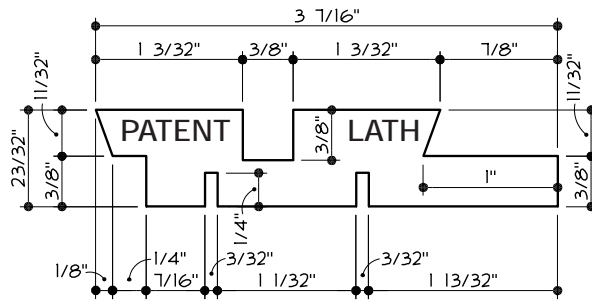 3 7/16"
1 3/32" 3/8" 1 3/32" 7/8"
11/32" 11/32"
PATENT LATH
23/32" 3/8" 3/8" 1" 3/8"
1/4"
1/8" 1/4" 7/16" 3/32" 1 1/32" 3/32" 1 13/32"